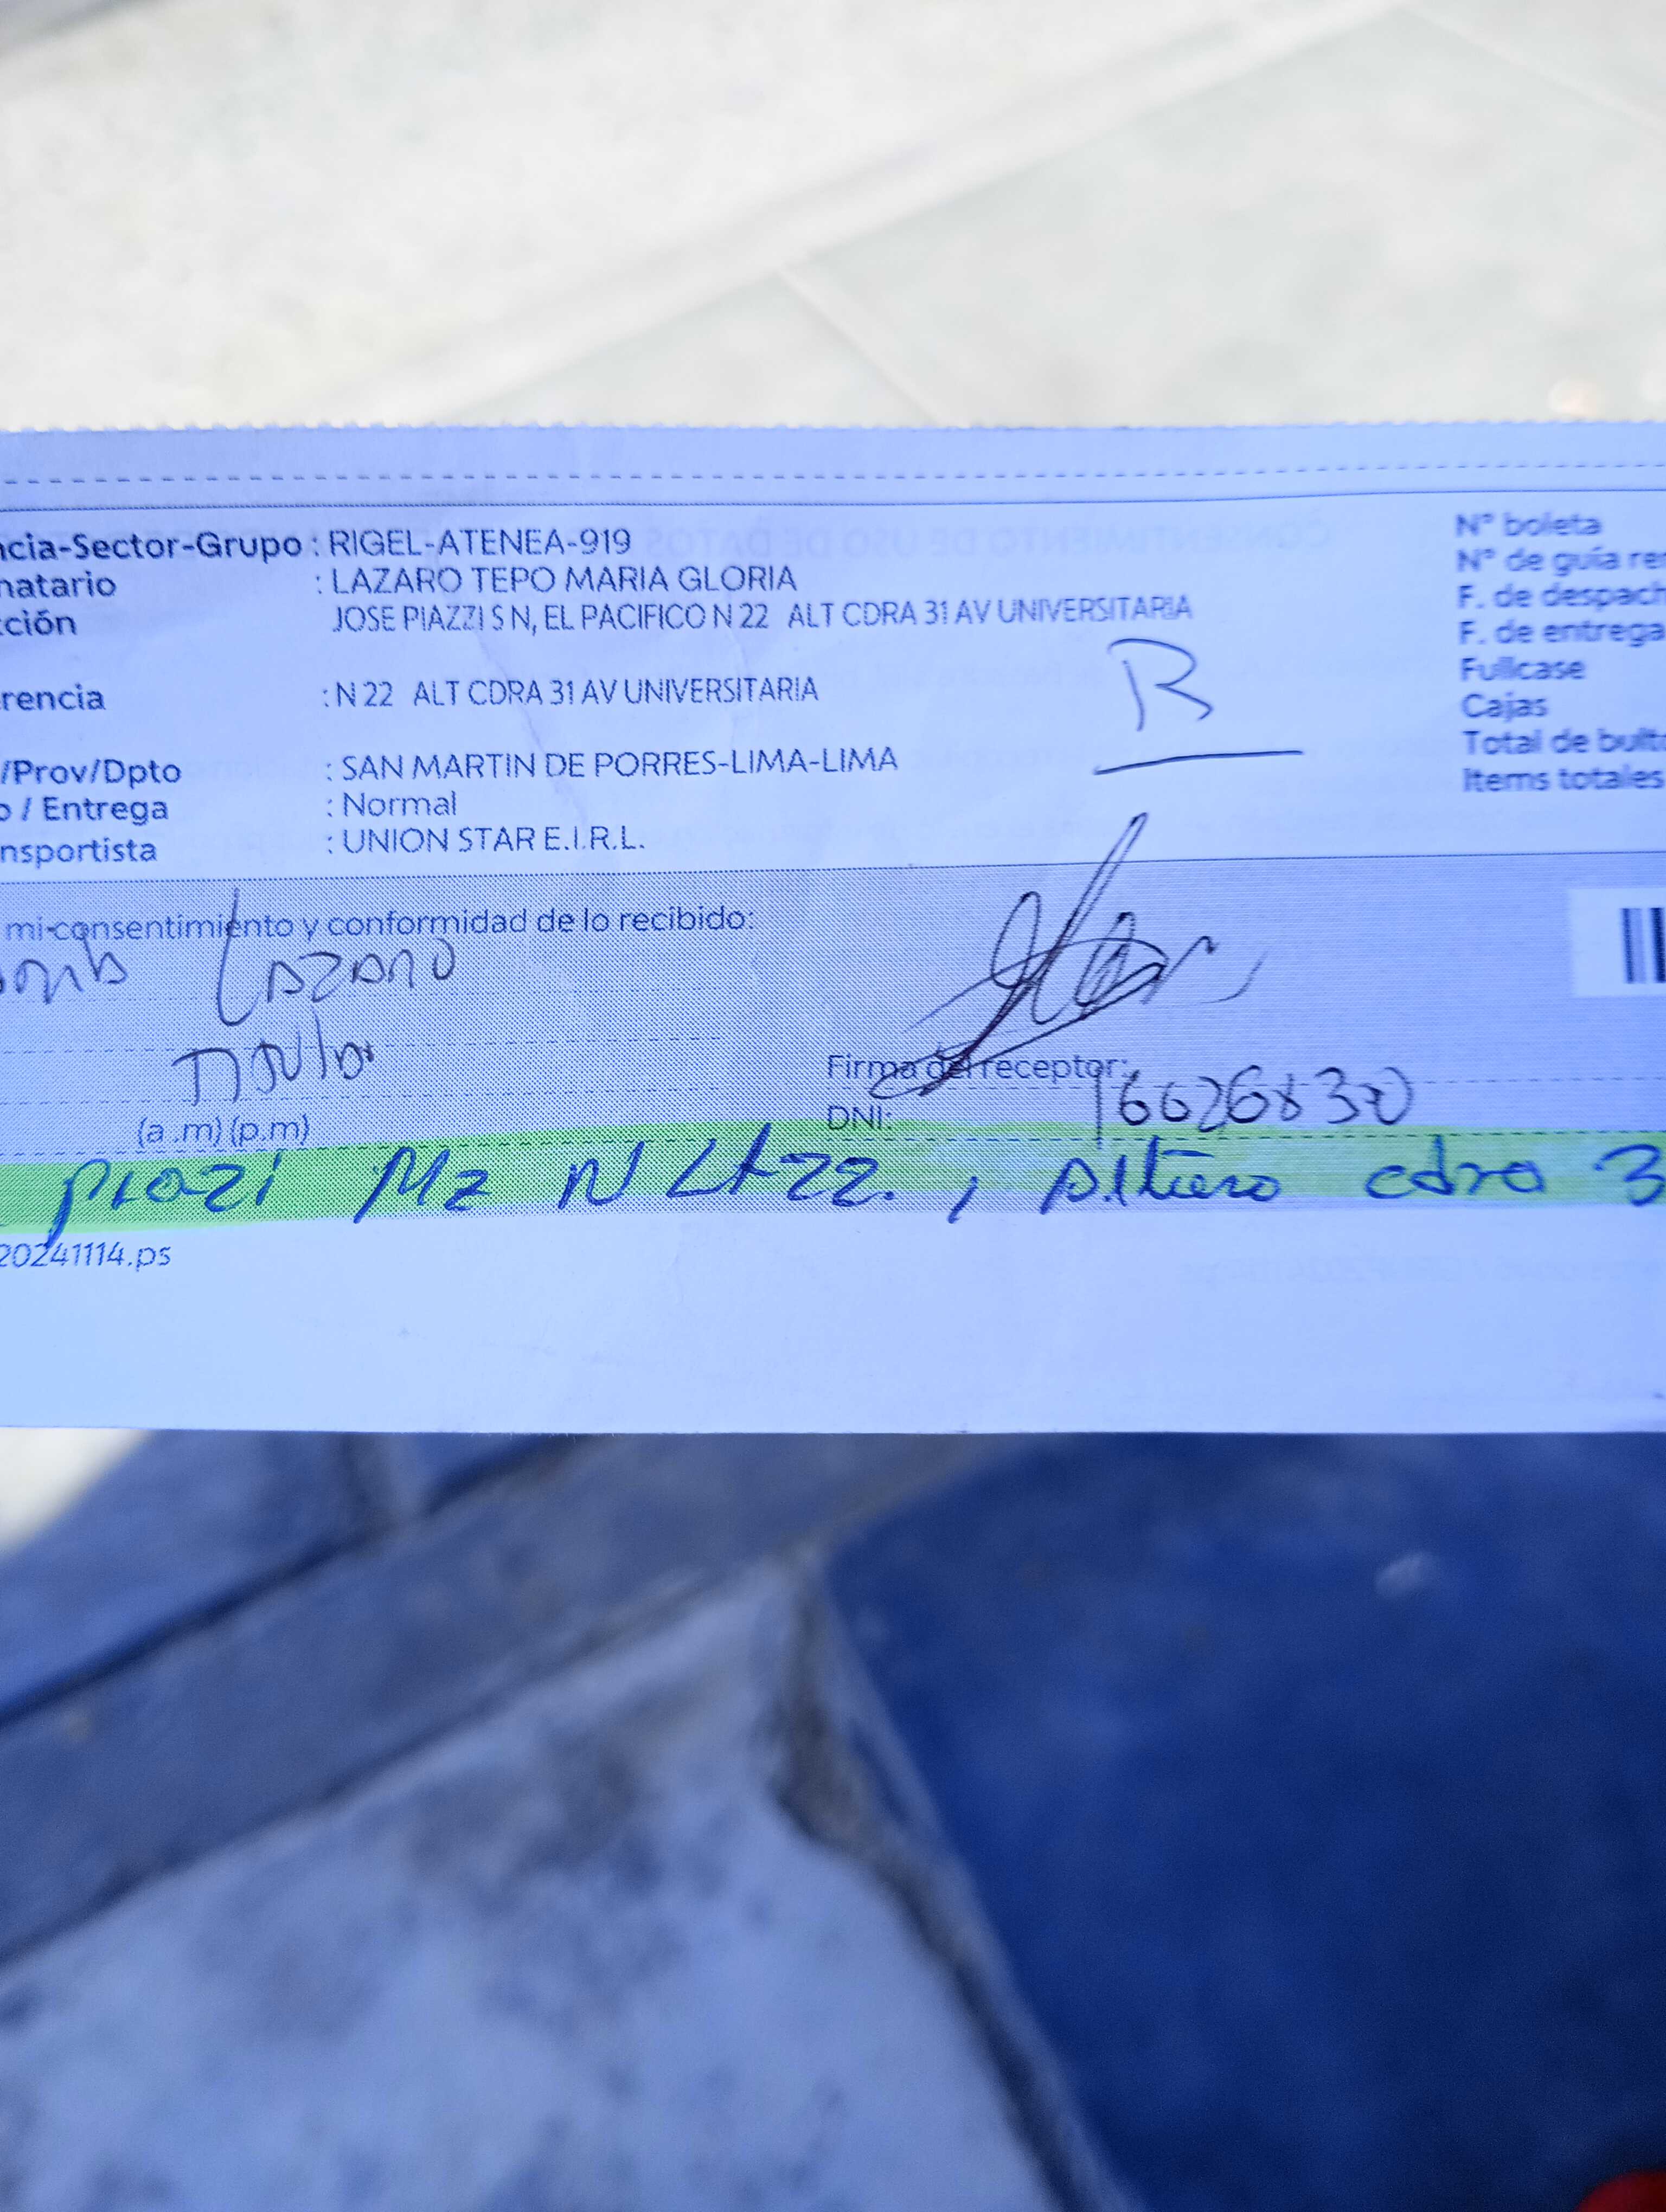 ncia-Sector-Grupo : RIGEL-ATENEA-919
natario : LAZARO TEPO MARIA GLORIA
cción JOSE PIAZZI S N, EL PACIFICO N 22 ALT CDRA 31 AV UNIVERSITARIA
rencia : N 22 ALT CDRA 31 AV UNIVERSITARIA
/Prov/Dpto : SAN MARTIN DE PORRES-LIMA-LIMA
o / Entrega : Normal
nsportista : UNION STAR E.I.R.L.
N° boleta
N° de guía re
F. de despach
F. de entrega
Fullcase
Cajas
Total de bult
Items totales
R
mi consentimiento y conformidad de lo recibido:
Lazaro
Firma del receptor:
DNI: 16626830
(a .m) (p.m)
piazi Mz N Lt 22. , Altura cdra 3
20241114.ps